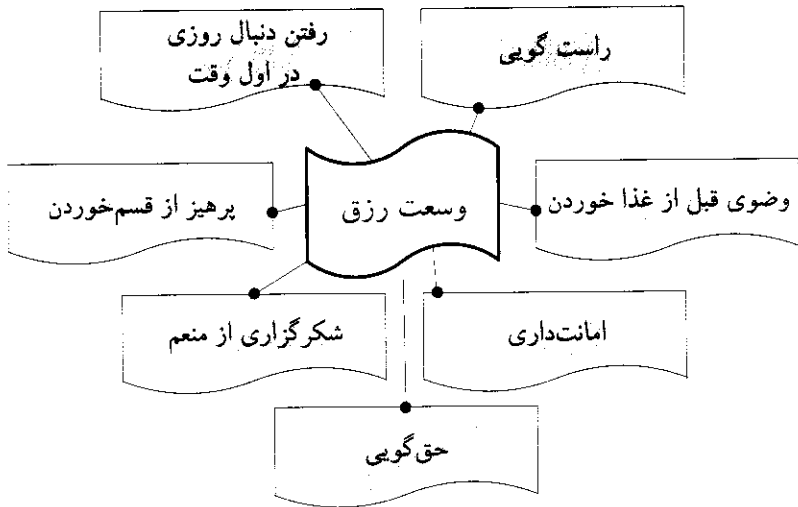 راست گویی
رفتن دنبال روزی
در اول وقت
وضوی قبل از غذا خوردن
وسعت رزق
پرهیز از قسم‌خوردن
امانت‌داری
شکرگزاری از منعم
حق‌گویی